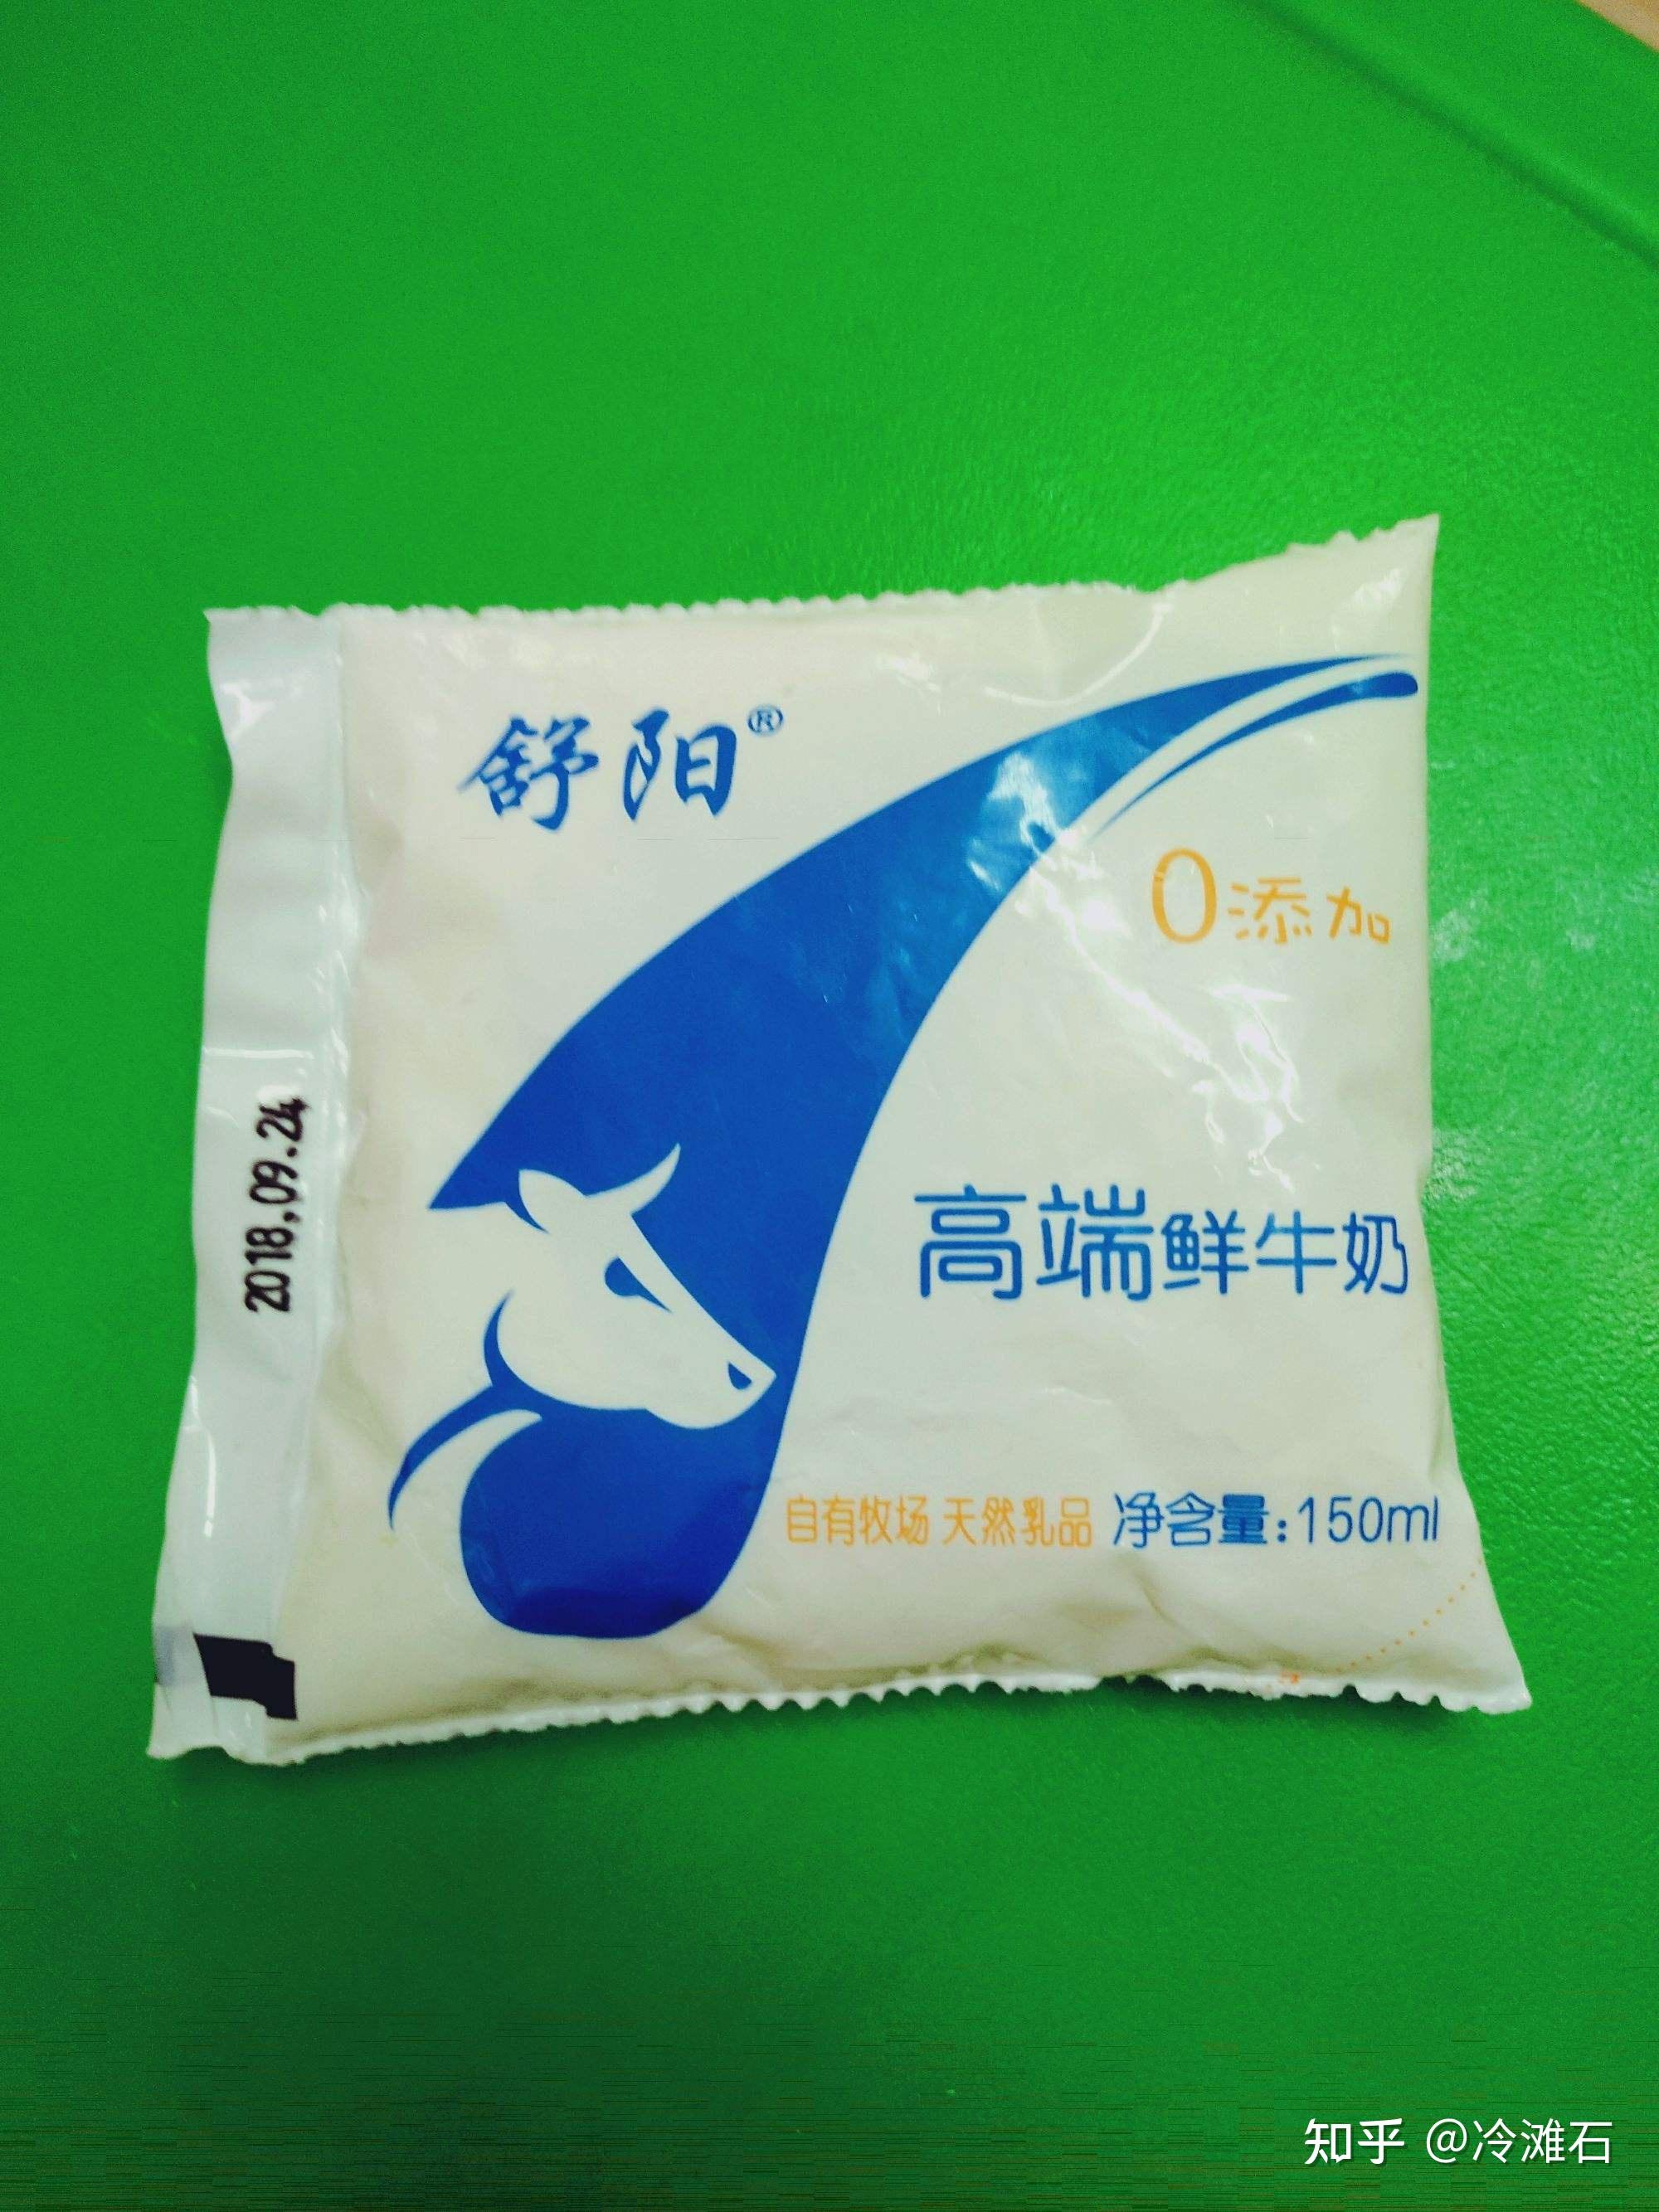 舒阳®
0添加
2018.09.24
高端鲜牛奶
自有牧场 天然乳品 净含量:150ml
知乎 @冷滩石